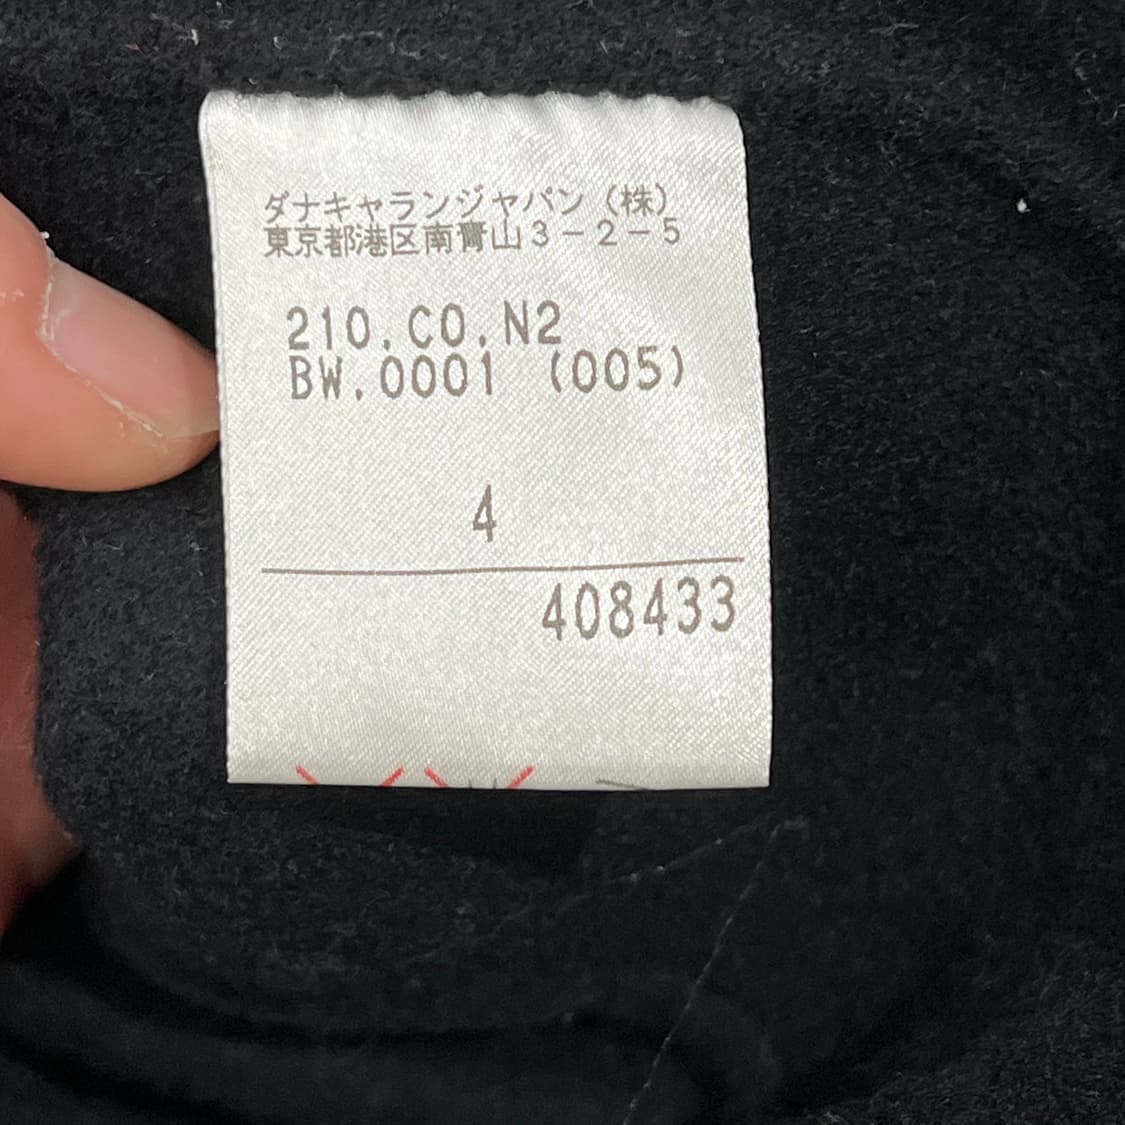 ダナキャランジャパン（株）
東京都港区南青山３－２－５
210.CO.N2
BW.0001 (005)
4
408433